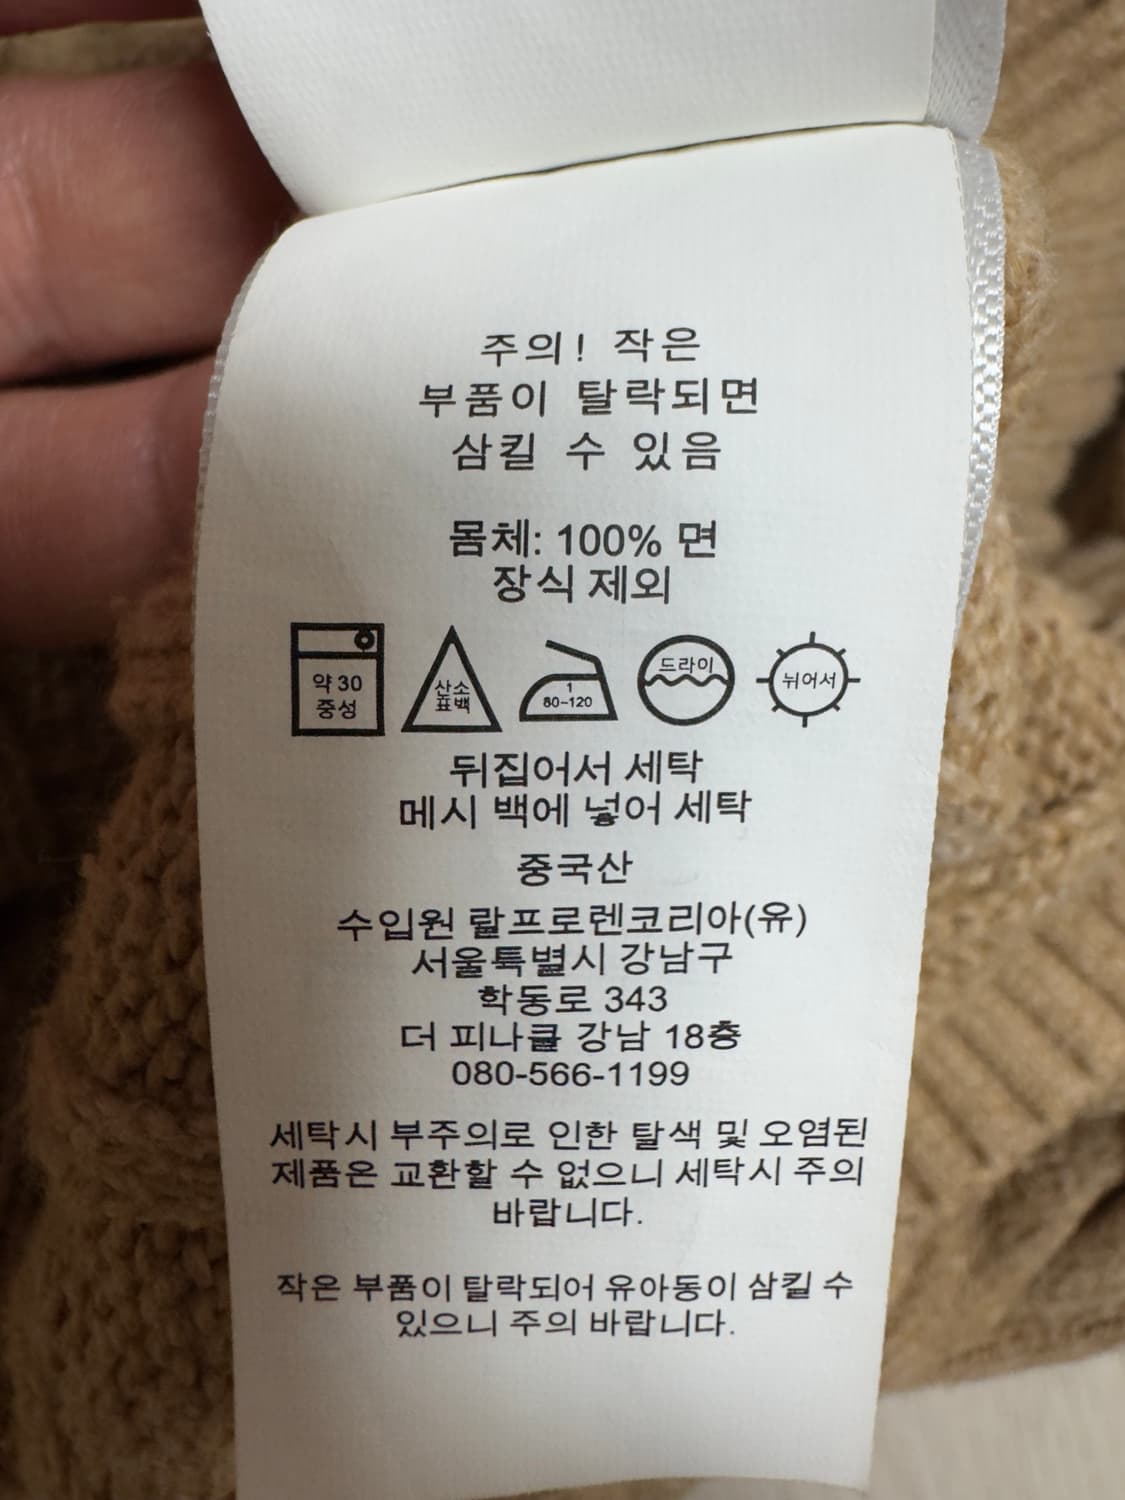 주의! 작은
부품이 탈락되면
삼킬 수 있음
몸체: 100% 면
장식 제외
약 30
중성
산소
표백
1
80~120
드라이
뉘어서
뒤집어서 세탁
메시 백에 넣어 세탁
중국산
수입원 랄프로렌코리아(유)
서울특별시 강남구
학동로 343
더 피나클 강남 18층
080-566-1199
세탁시 부주의로 인한 탈색 및 오염된
제품은 교환할 수 없으니 세탁시 주의
바랍니다.
작은 부품이 탈락되어 유아동이 삼킬 수
있으니 주의 바랍니다.